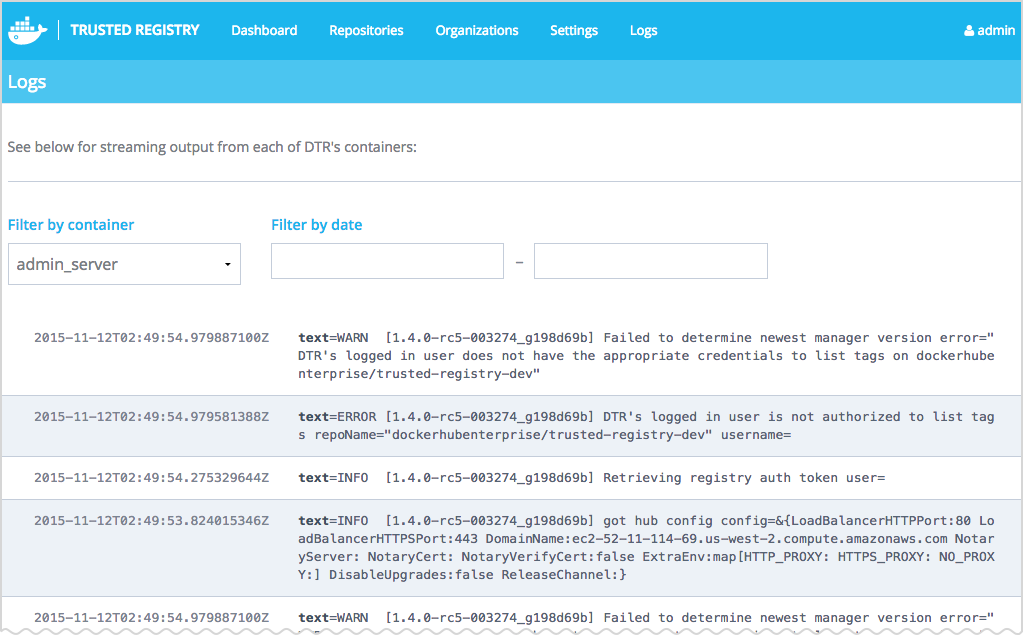 TRUSTED REGISTRY Dashboard Repositories Organizations Settings Logs admin
Logs
See below for streaming output from each of DTR's containers:
Filter by container Filter by date
admin_server –
2015-11-12T02:49:54.979887100Z text=WARN [1.4.0-rc5-003274_g198d69b] Failed to determine newest manager version error="
DTR's logged in user does not have the appropriate credentials to list tags on dockerhube
nterprise/trusted-registry-dev"
2015-11-12T02:49:54.979581388Z text=ERROR [1.4.0-rc5-003274_g198d69b] DTR's logged in user is not authorized to list tag
s repoName="dockerhubenterprise/trusted-registry-dev" username=
2015-11-12T02:49:54.275329644Z text=INFO [1.4.0-rc5-003274_g198d69b] Retrieving registry auth token user=
2015-11-12T02:49:53.824015346Z text=INFO [1.4.0-rc5-003274_g198d69b] got hub config config=&{LoadBalancerHTTPPort:80 Lo
adBalancerHTTPSPort:443 DomainName:ec2-52-11-114-69.us-west-2.compute.amazonaws.com Notar
yServer: NotaryCert: NotaryVerifyCert:false ExtraEnv:map[HTTP_PROXY: HTTPS_PROXY: NO_PROX
Y:] DisableUpgrades:false ReleaseChannel:}
2015-11-12T02:49:54.979887100Z text=WARN [1.4.0-rc5-003274_g198d69b] Failed to determine newest manager version error="